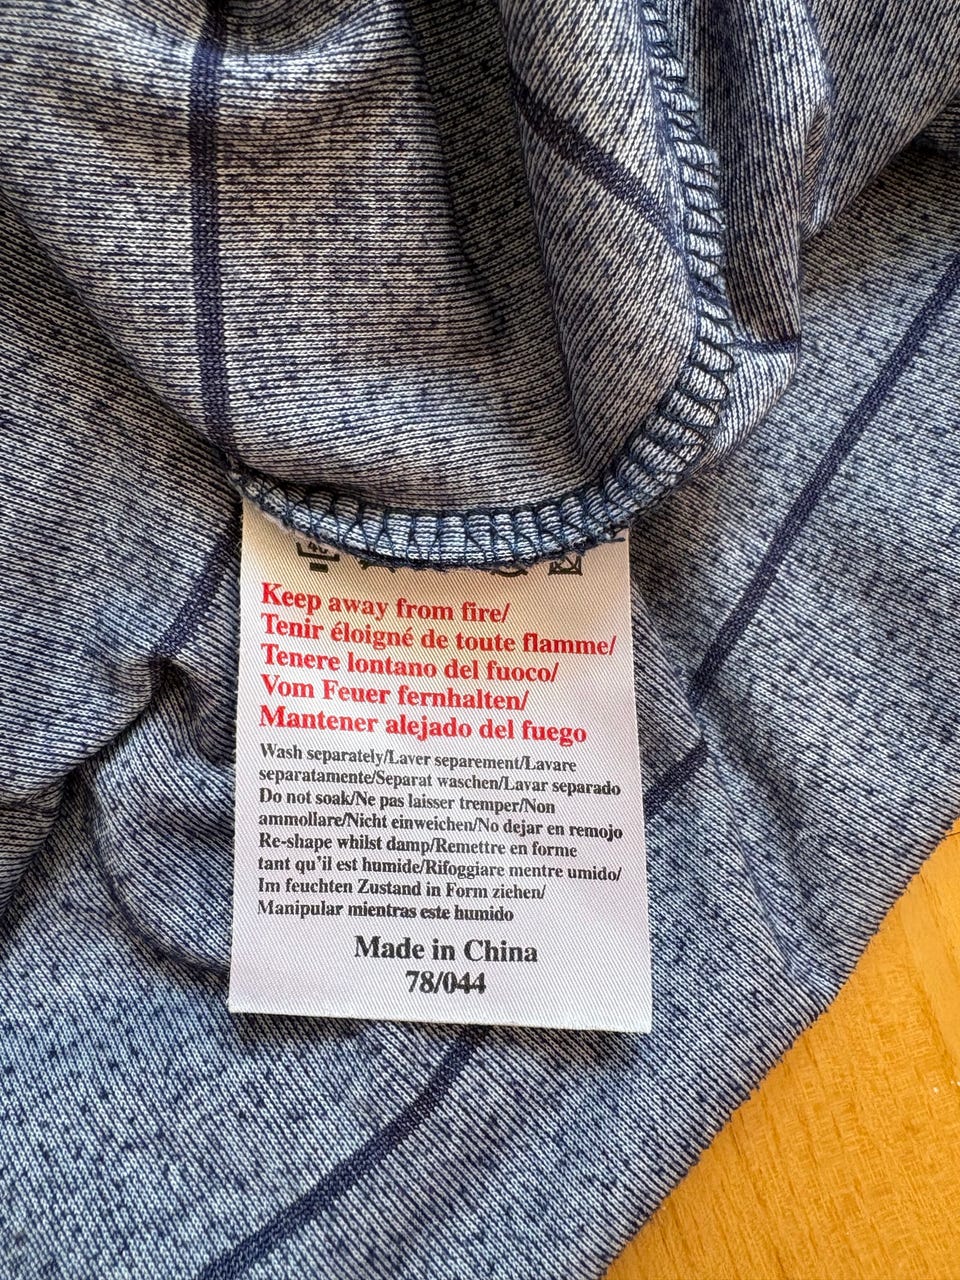 Keep away from fire/
Tenir éloigné de toute flamme/
Tenere lontano del fuoco/
Vom Feuer fernhalten/
Mantener alejado del fuego
Wash separately/Laver separement/Lavare
separatamente/Separat waschen/Lavar separado
Do not soak/Ne pas laisser tremper/Non
ammollare/Nicht einweichen/No dejar en remojo
Re-shape whilst damp/Remettre en forme
tant qu'il est humide/Rifoggiare mentre umido/
Im feuchten Zustand in Form ziehen/
Manipular mientras este humido
Made in China
78/044